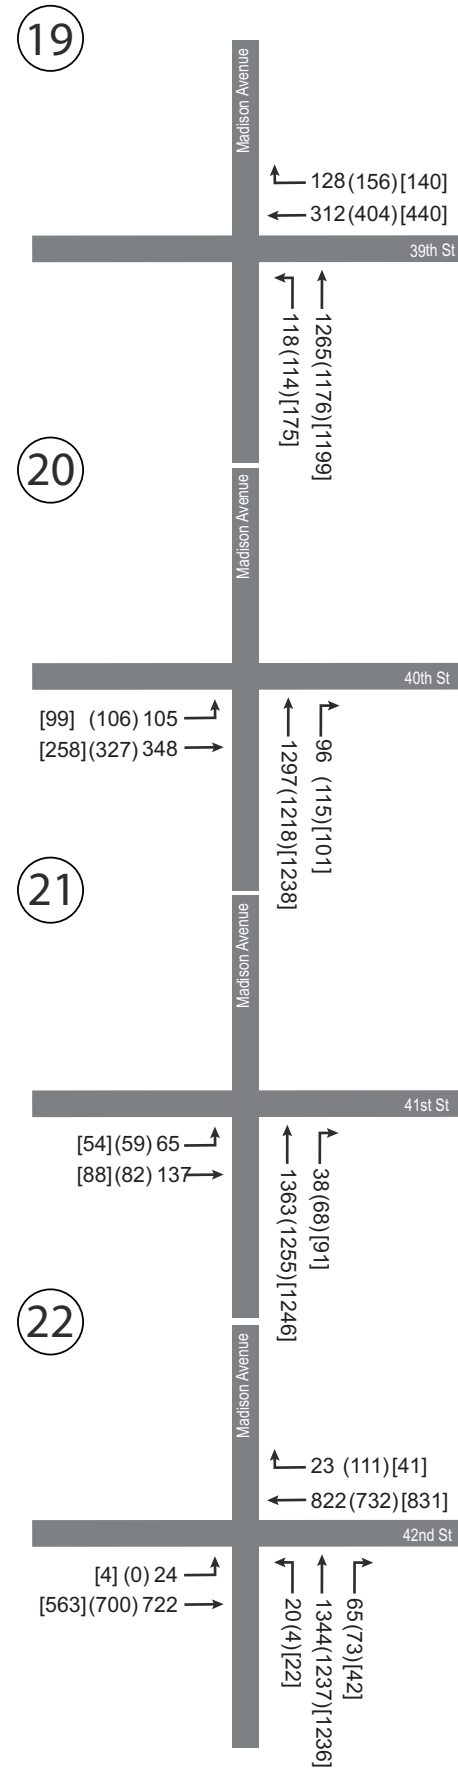 19
Madison Avenue
128 (156) [140]
312 (404) [440]
39th St
118 (114) [175]
1265 (1176) [1199]
20
Madison Avenue
40th St
[99] (106) 105
[258] (327) 348
1297 (1218) [1238]
96 (115) [101]
21
Madison Avenue
41st St
[54] (59) 65
[88] (82) 137
1363 (1255) [1246]
38 (68) [91]
22
Madison Avenue
23 (111) [41]
822 (732) [831]
42nd St
[4] (0) 24
[563] (700) 722
20 (4) [22]
1344 (1237) [1236]
65 (73) [42]